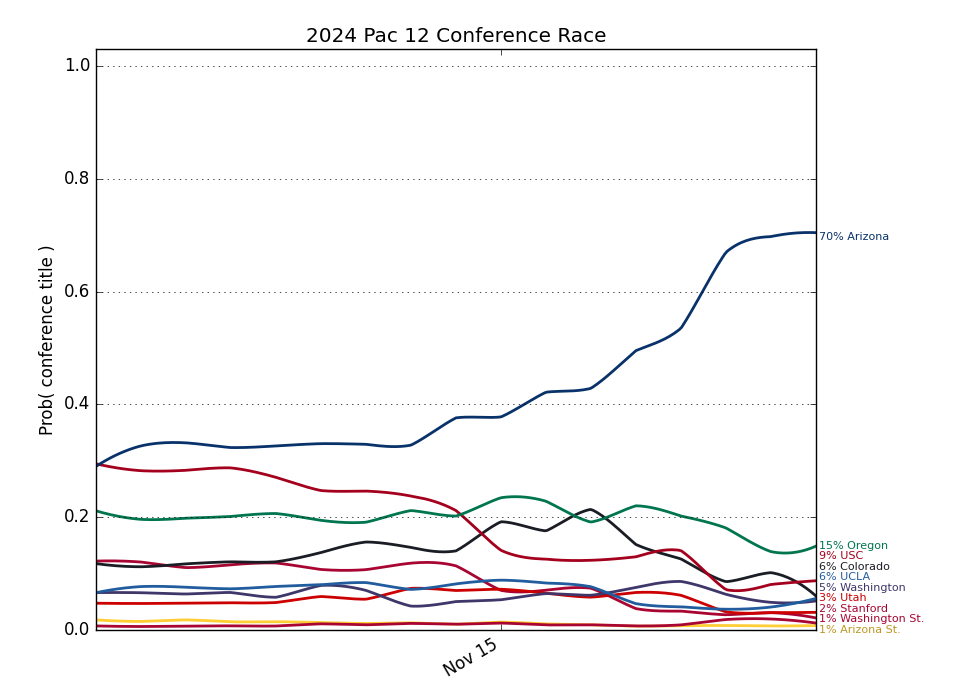 2024 Pac 12 Conference Race
Prob( conference title )
1.0
0.8
0.6
0.4
0.2
0.0
Nov 15
70% Arizona
15% Oregon
9% USC
6% Colorado
6% UCLA
5% Washington
3% Utah
2% Stanford
1% Washington St.
1% Arizona St.